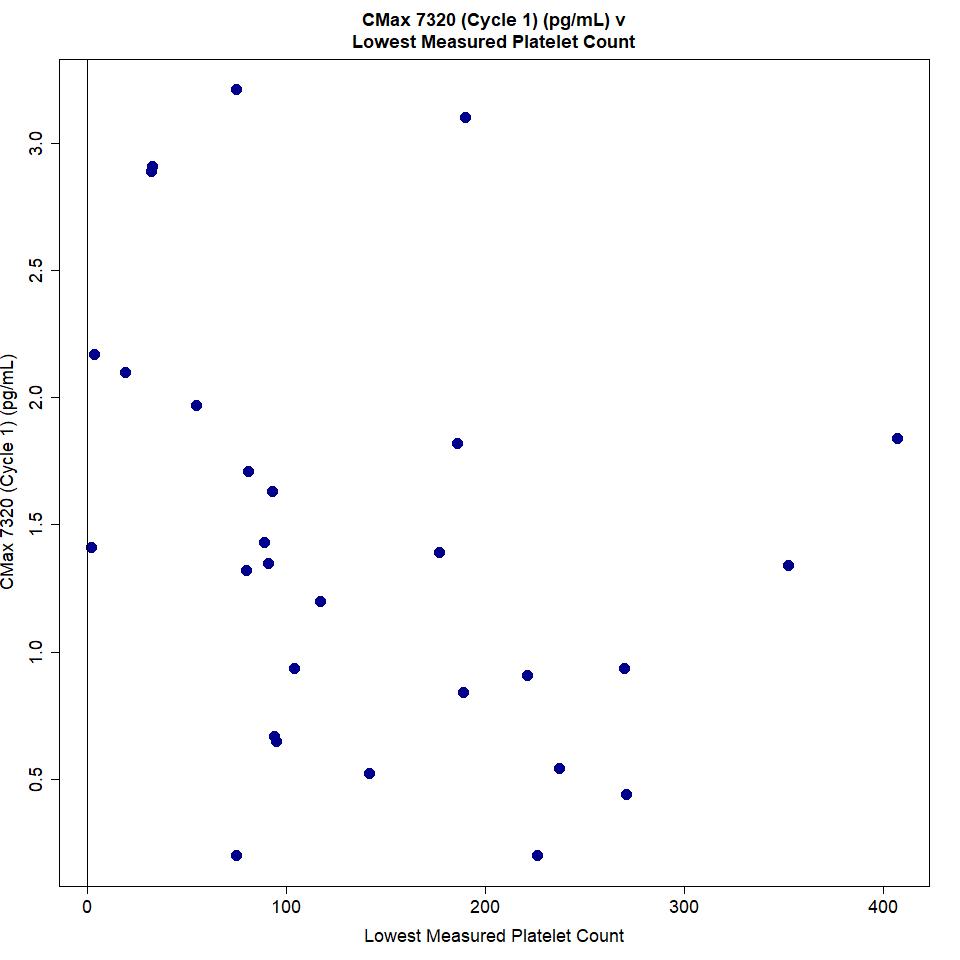 CMax 7320 (Cycle 1) (pg/mL) v
Lowest Measured Platelet Count
3.0
2.5
2.0
1.5
1.0
0.5
CMax 7320 (Cycle 1) (pg/mL)
0 100 200 300 400
Lowest Measured Platelet Count